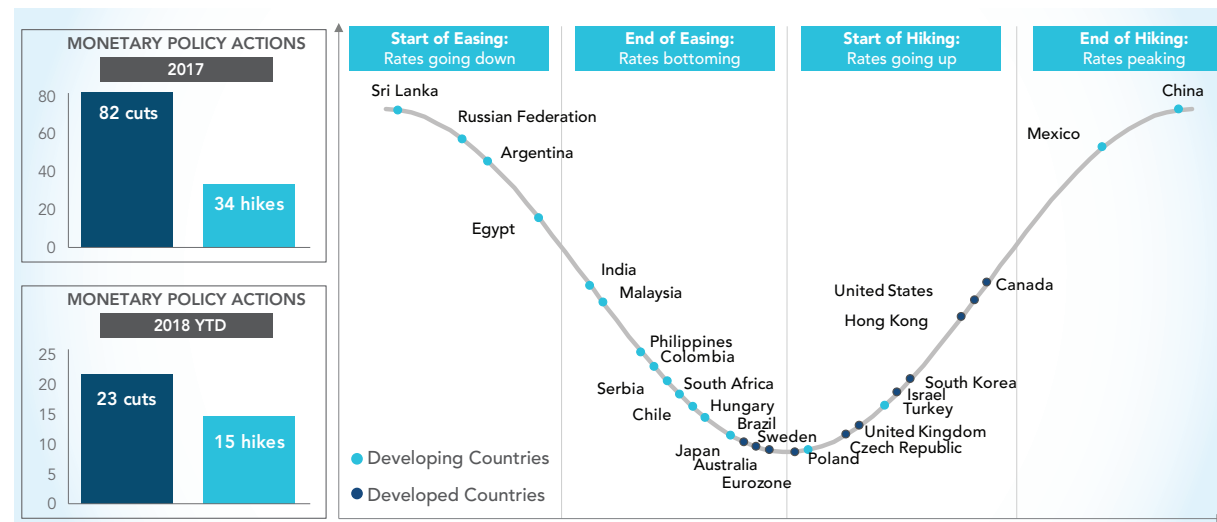 MONETARY POLICY ACTIONS
2017
80
60
40
20
0
82 cuts
34 hikes
MONETARY POLICY ACTIONS
2018 YTD
25
20
15
10
5
0
23 cuts
15 hikes
Start of Easing:
Rates going down
End of Easing:
Rates bottoming
Start of Hiking:
Rates going up
End of Hiking:
Rates peaking
Sri Lanka
Russian Federation
Argentina
Egypt
India
Malaysia
Philippines
Colombia
Serbia
South Africa
Chile
Hungary
Brazil
Sweden
Japan
Australia
Eurozone
Poland
Czech Republic
United Kingdom
Turkey
Israel
South Korea
Hong Kong
United States
Canada
Mexico
China
Developing Countries
Developed Countries